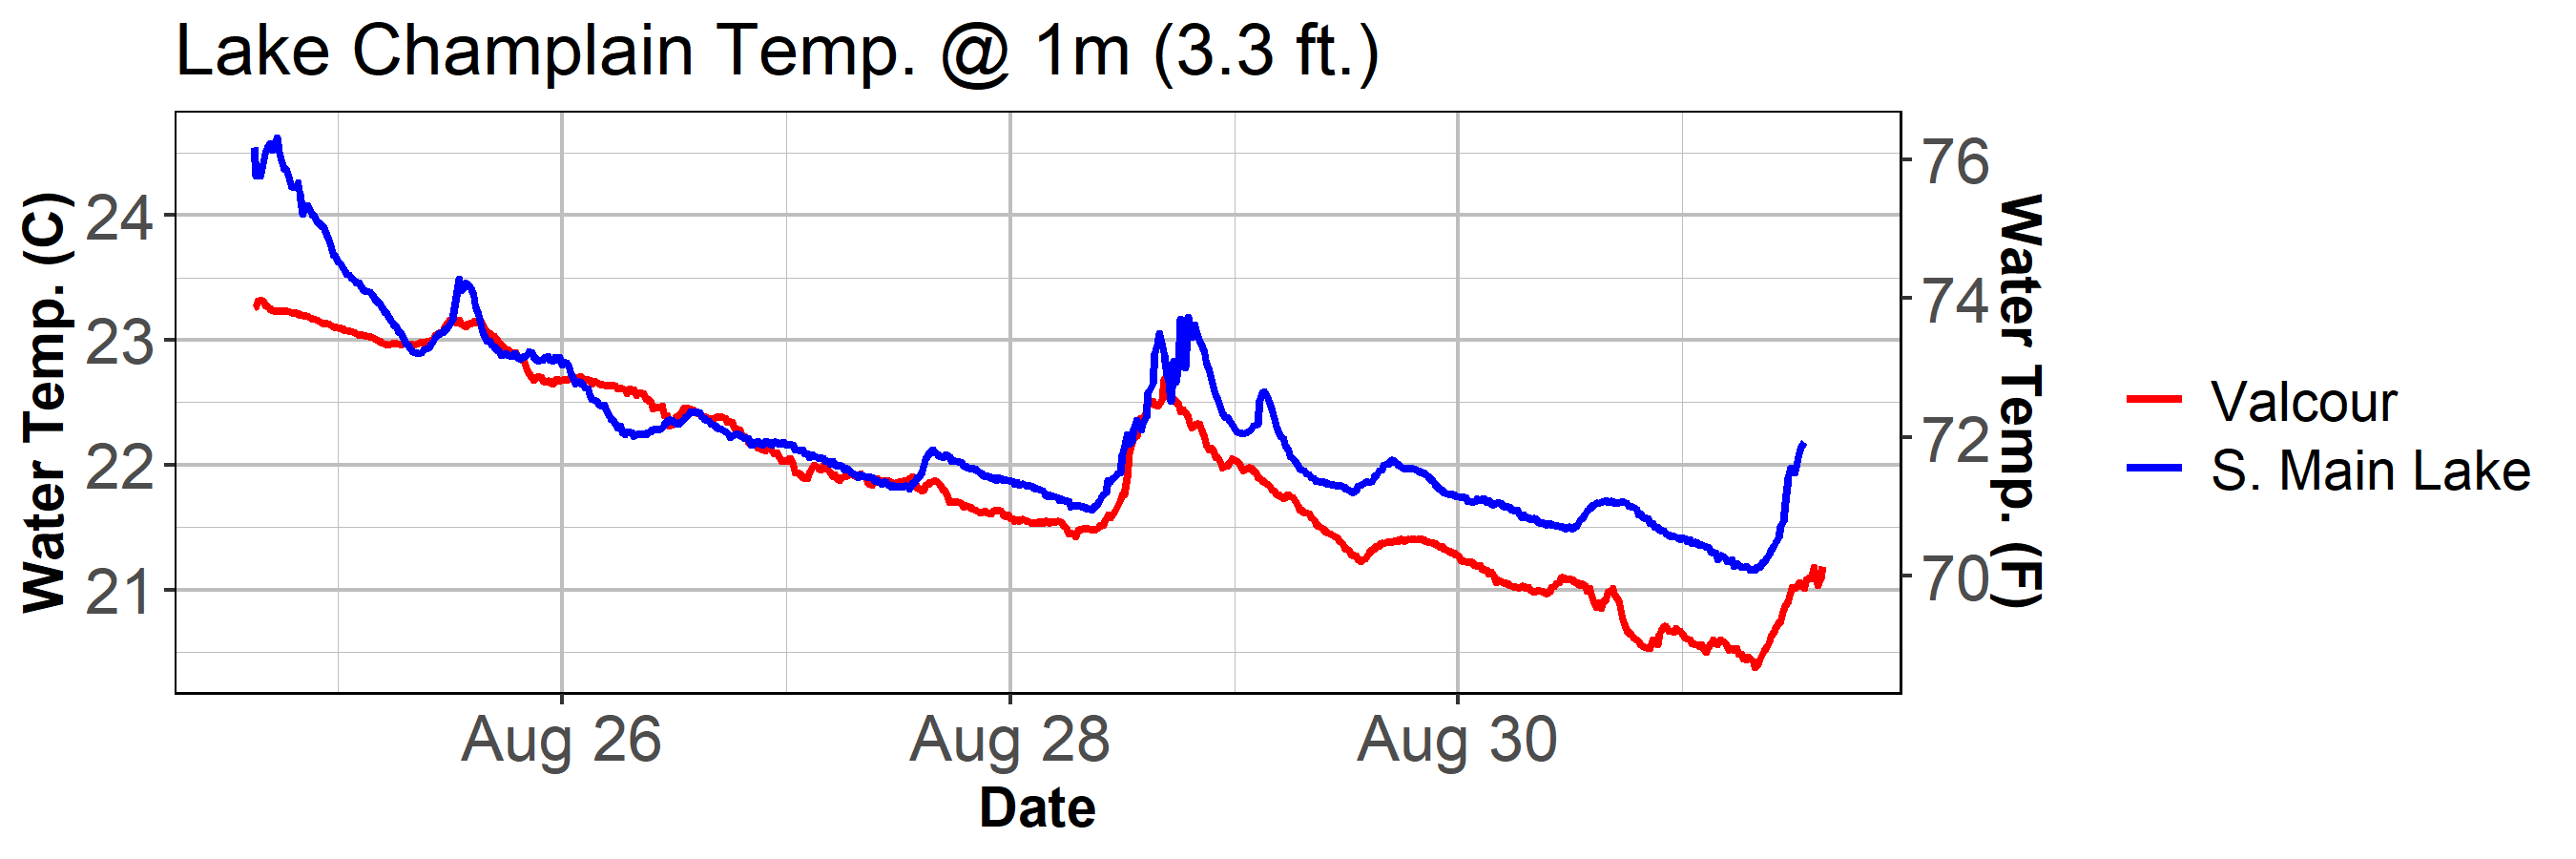 Lake Champlain Temp. @ 1m (3.3 ft.)
Water Temp. (C)
24
23
22
21
76
74
72
70
Water Temp. (F)
Aug 26
Aug 28
Aug 30
Date
Valcour
S. Main Lake